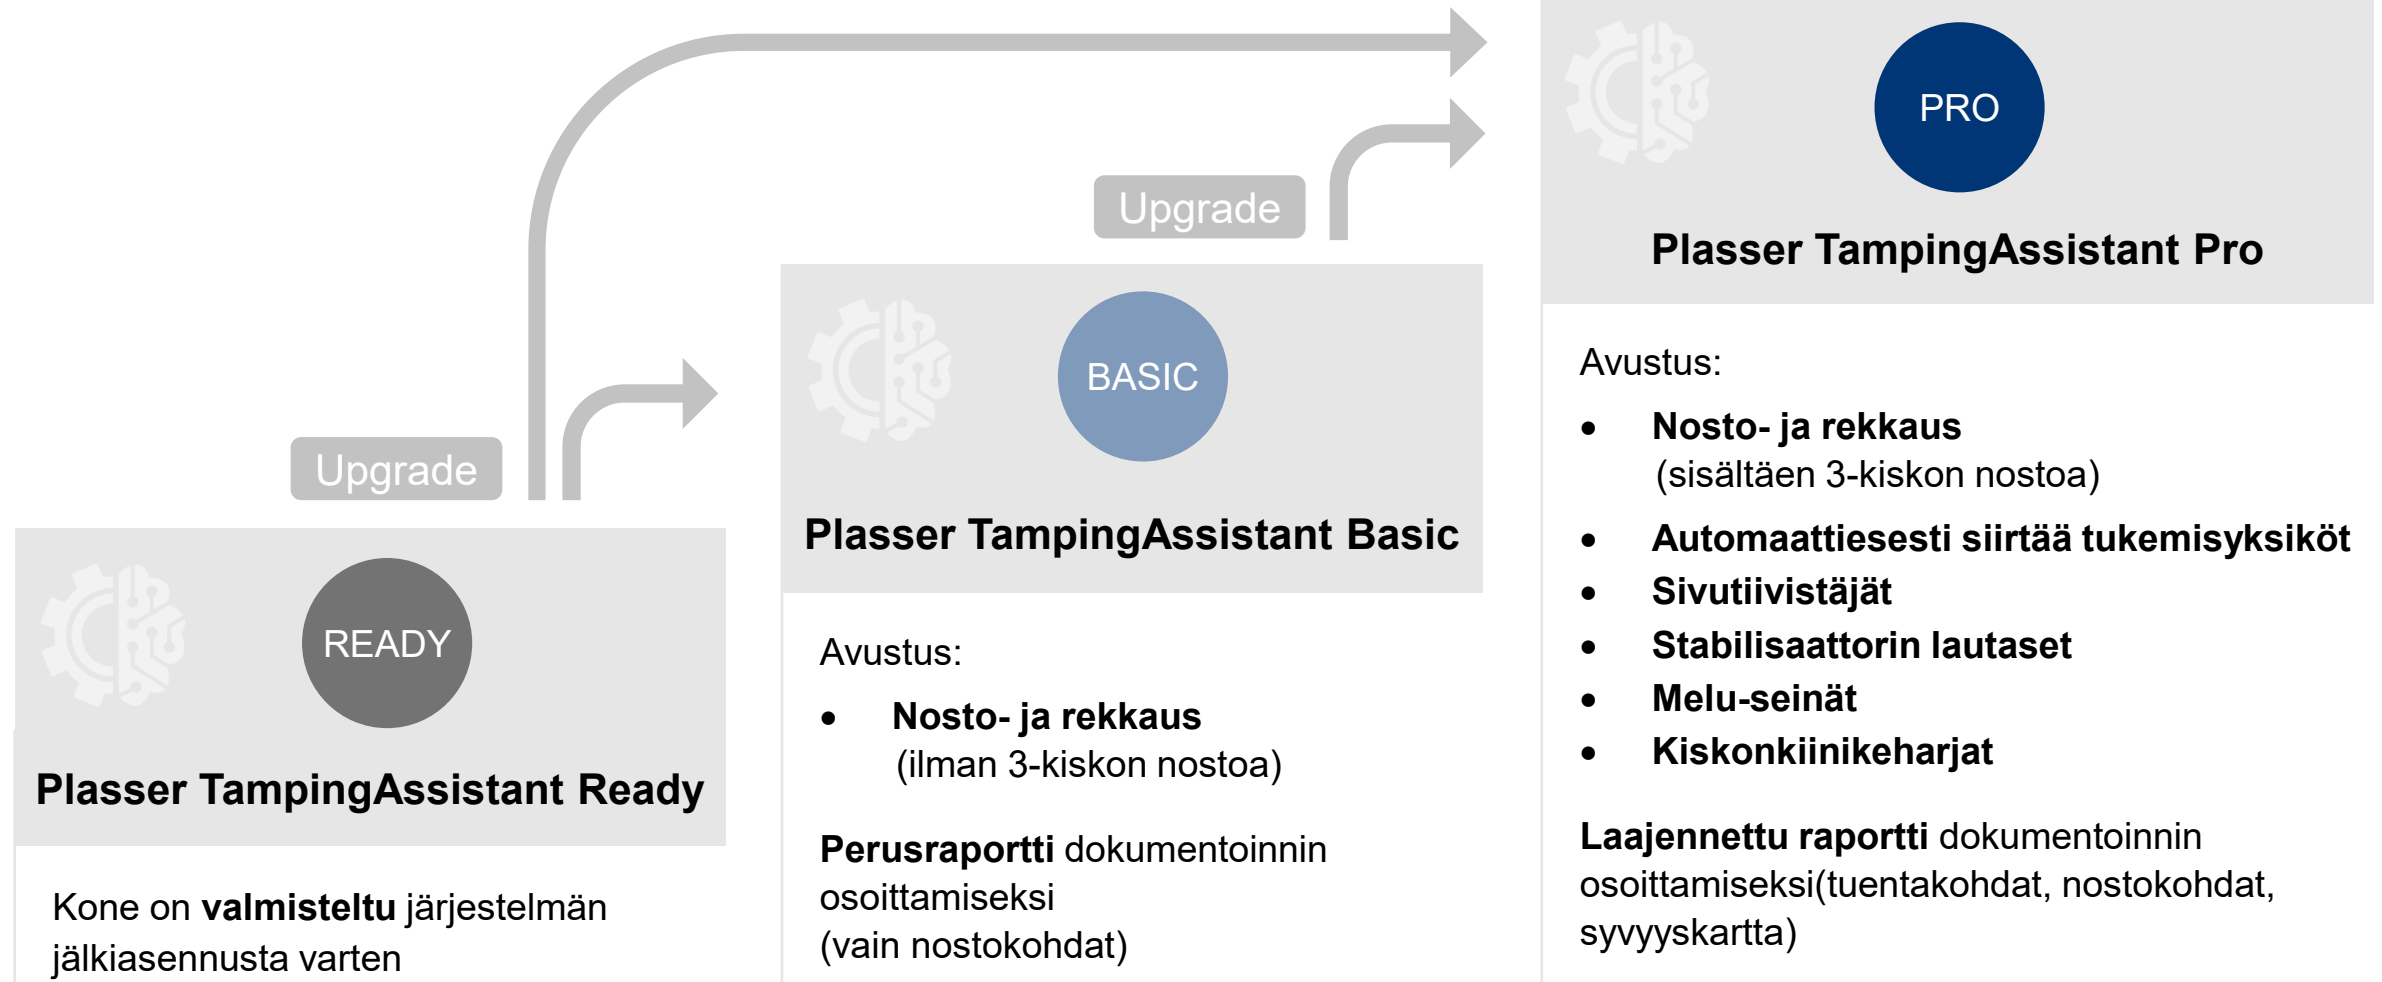 Upgrade
READY
Plasser TampingAssistant Ready
Kone on valmisteltu järjestelmän
jälkiasennusta varten
Upgrade
BASIC
Plasser TampingAssistant Basic
Avustus:
• Nosto- ja rekkaus
(ilman 3-kiskon nostoa)
Perusraportti dokumentoinnin
osoittamiseksi
(vain nostokohdat)
PRO
Plasser TampingAssistant Pro
Avustus:
• Nosto- ja rekkaus
(sisältäen 3-kiskon nostoa)
• Automaattiesesti siirtää tukemisyksiköt
• Sivutiivistäjät
• Stabilisaattorin lautaset
• Melu-seinät
• Kiskonkiinikeharjat
Laajennettu raportti dokumentoinnin
osoittamiseksi(tuentakohdat, nostokohdat,
syvyyskartta)